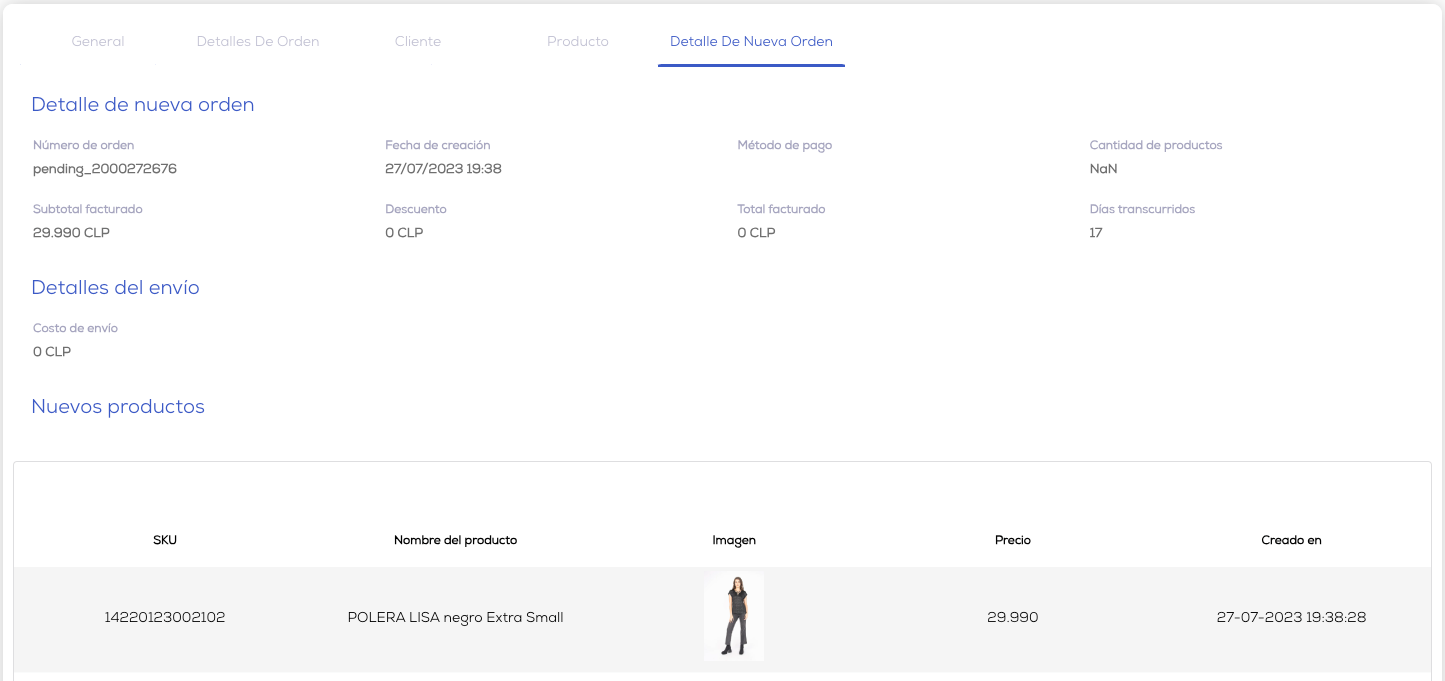 General Detalles De Orden Cliente Producto Detalle De Nueva Orden
Detalle de nueva orden
Número de orden Fecha de creación Método de pago Cantidad de productos
pending_2000272676 27/07/2023 19:38 NaN
Subtotal facturado Descuento Total facturado Días transcurridos
29.990 CLP 0 CLP 0 CLP 17
Detalles del envío
Costo de envío
0 CLP
Nuevos productos
SKU Nombre del producto Imagen Precio Creado en
14220123002102 POLERA LISA negro Extra Small 29.990 27-07-2023 19:38:28